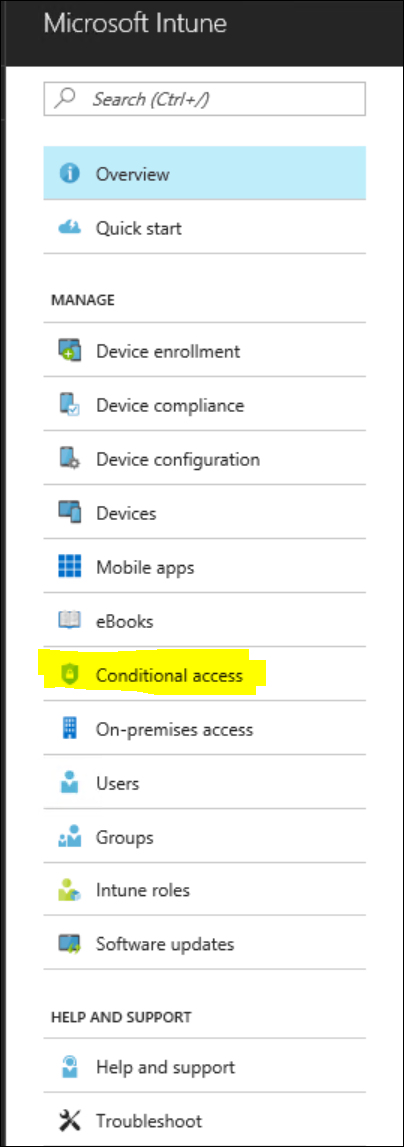 Microsoft Intune
Search (Ctrl+/)
Overview
Quick start
MANAGE
Device enrollment
Device compliance
Device configuration
Devices
Mobile apps
eBooks
Conditional access
On-premises access
Users
Groups
Intune roles
Software updates
HELP AND SUPPORT
Help and support
Troubleshoot